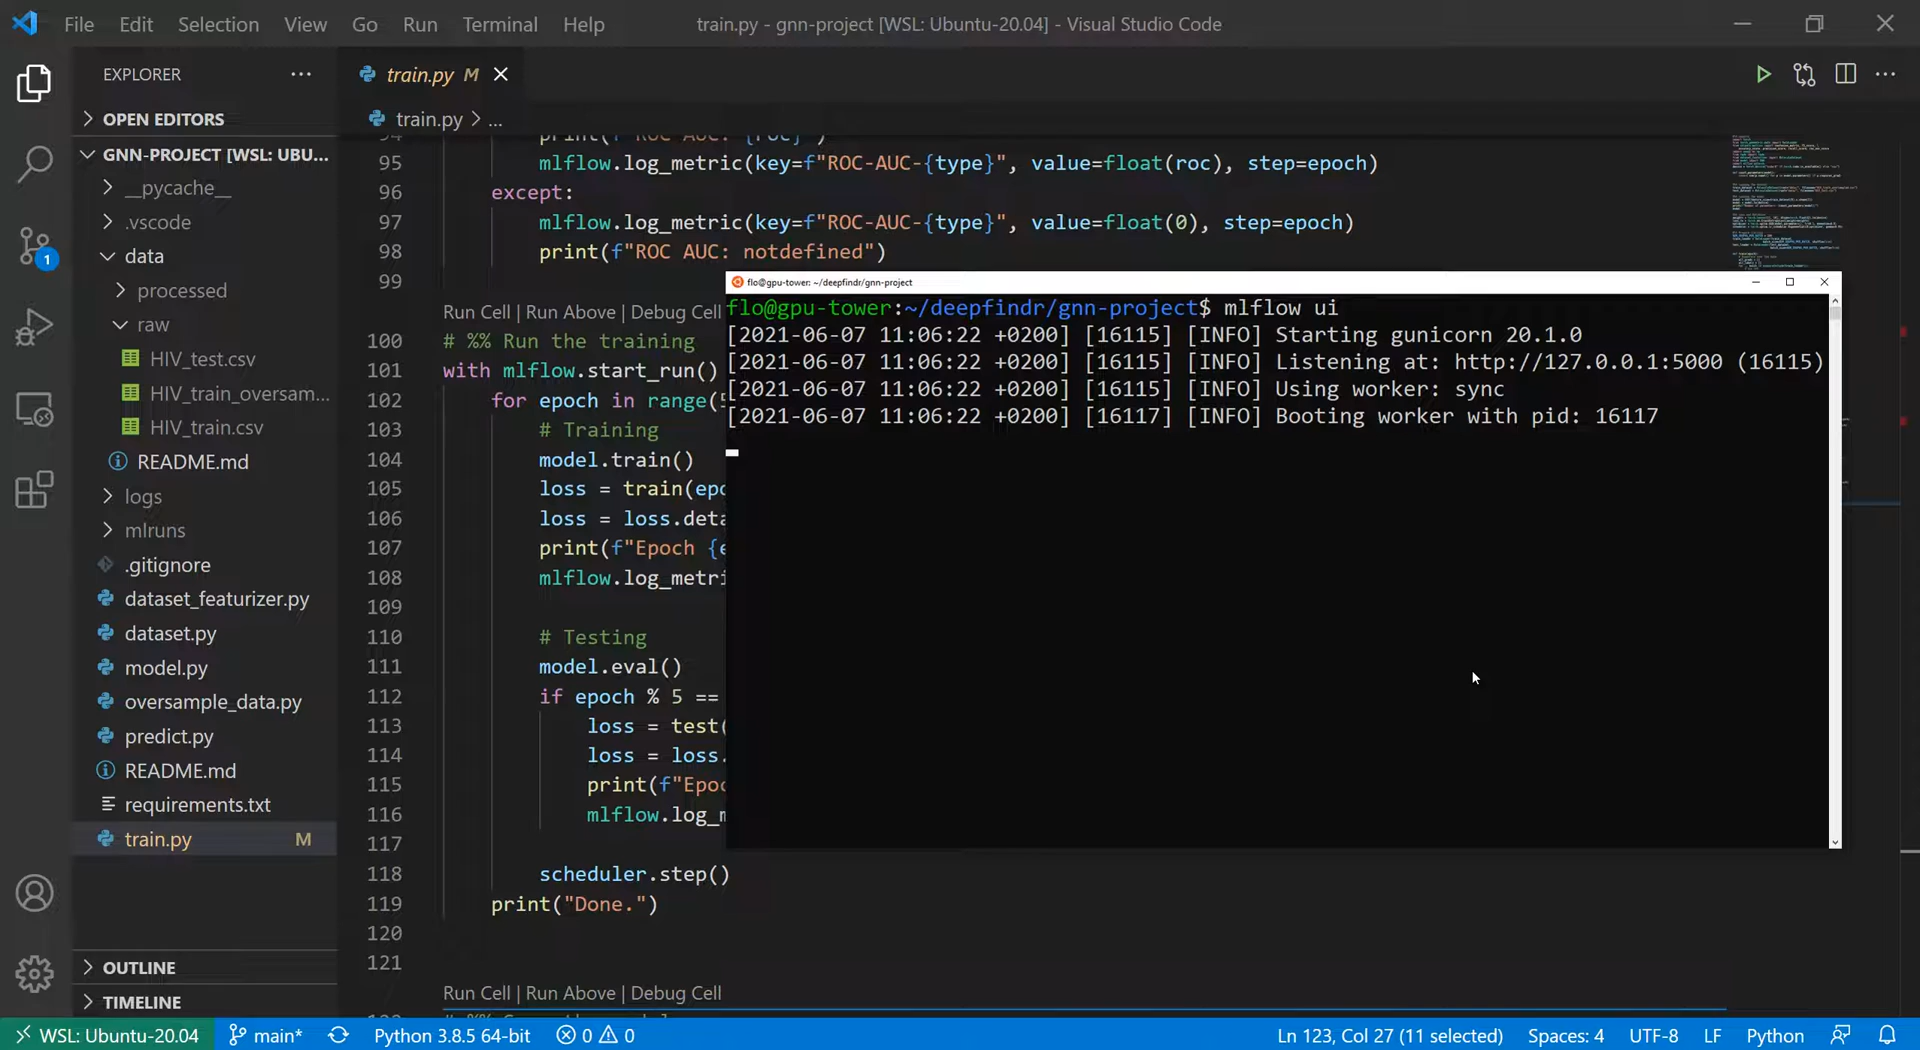 File Edit Selection View Go Run Terminal Help train.py - gnn-project [WSL: Ubuntu-20.04] - Visual Studio Code
EXPLORER ···
train.py M
OPEN EDITORS
train.py > ...
GNN-PROJECT [WSL: UBU...
__pycache__
.vscode
data
processed
raw
HIV_test.csv
HIV_train_oversam...
HIV_train.csv
README.md
logs
mlruns
.gitignore
dataset_featurizer.py
dataset.py
model.py
oversample_data.py
predict.py
README.md
requirements.txt
train.py M
OUTLINE
TIMELINE
1
94 print(f"ROC AUC: {roc}")
95 mlflow.log_metric(key=f"ROC-AUC-{type}", value=float(roc), step=epoch)
96 except:
97 mlflow.log_metric(key=f"ROC-AUC-{type}", value=float(0), step=epoch)
98 print(f"ROC AUC: notdefined")
99
Run Cell | Run Above | Debug Cell
100 # %% Run the training
101 with mlflow.start_run()
102 for epoch in range(5
103 # Training
104 model.train()
105 loss = train(epo
106 loss = loss.deta
107 print(f"Epoch {e
108 mlflow.log_metri
109
110 # Testing
111 model.eval()
112 if epoch % 5 ==
113 loss = test(
114 loss = loss.
115 print(f"Epoc
116 mlflow.log_m
117
118 scheduler.step()
119 print("Done.")
120
121
Run Cell | Run Above | Debug Cell
flo@gpu-tower: ~/deepfindr/gnn-project
flo@gpu-tower:~/deepfindr/gnn-project$ mlflow ui
[2021-06-07 11:06:22 +0200] [16115] [INFO] Starting gunicorn 20.1.0
[2021-06-07 11:06:22 +0200] [16115] [INFO] Listening at: http://127.0.0.1:5000 (16115)
[2021-06-07 11:06:22 +0200] [16115] [INFO] Using worker: sync
[2021-06-07 11:06:22 +0200] [16117] [INFO] Booting worker with pid: 16117
WSL: Ubuntu-20.04 main* Python 3.8.5 64-bit 0 0 Ln 123, Col 27 (11 selected) Spaces: 4 UTF-8 LF Python